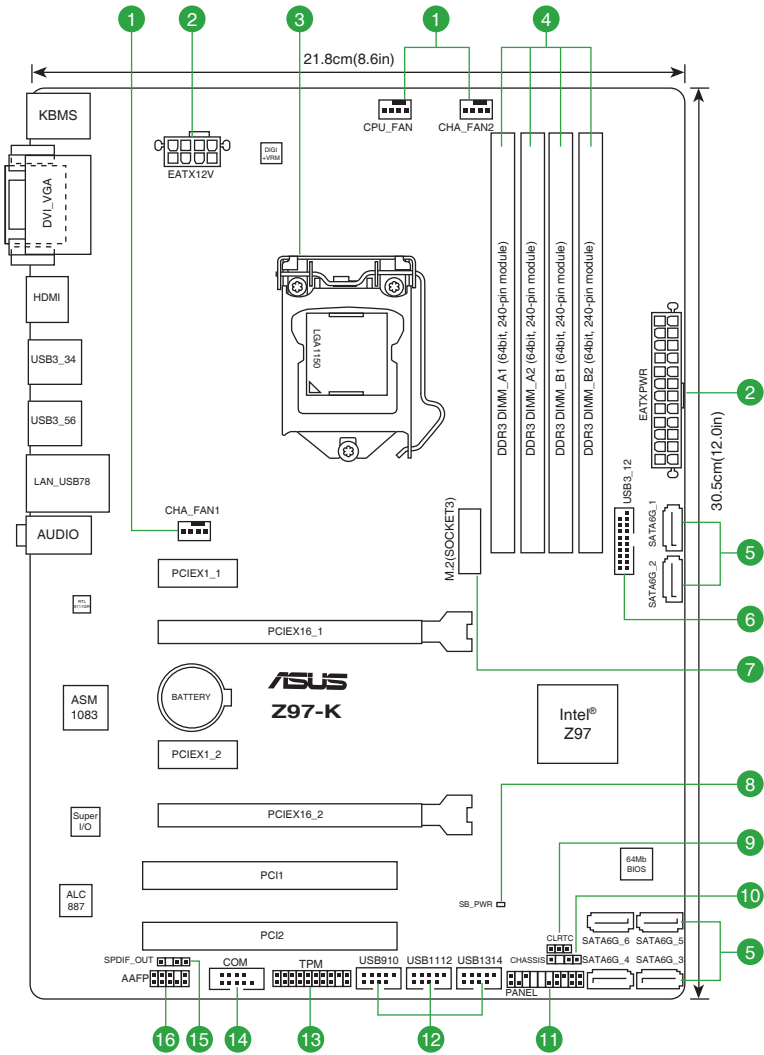 1
2
3
1
4
21.8cm(8.6in)
KBMS
CPU_FAN
CHA_FAN2
DIGI
+VRM
EATX12V
DVI_VGA
LGA1150
DDR3 DIMM_A1 (64bit, 240-pin module)
DDR3 DIMM_A2 (64bit, 240-pin module)
DDR3 DIMM_B1 (64bit, 240-pin module)
DDR3 DIMM_B2 (64bit, 240-pin module)
HDMI
USB3_34
EATXPWR
2
USB3_56
30.5cm(12.0in)
LAN_USB78
USB3_12
SATA6G_1
1
CHA_FAN1
AUDIO
M.2(SOCKET3)
5
PCIEX1_1
SATA6G_2
RTL
8111GR
6
PCIEX16_1
7
ASM
1083
BATTERY
ASUS
Z97-K
Intel®
Z97
PCIEX1_2
8
Super
I/O
PCIEX16_2
9
64Mb
BIOS
PCI1
10
ALC
887
SB_PWR
PCI2
CLRTC
SATA6G_6
SATA6G_5
5
SPDIF_OUT
COM
TPM
USB910
USB1112
USB1314
CHASSIS
SATA6G_4
SATA6G_3
AAFP
PANEL
16
15
14
13
12
11